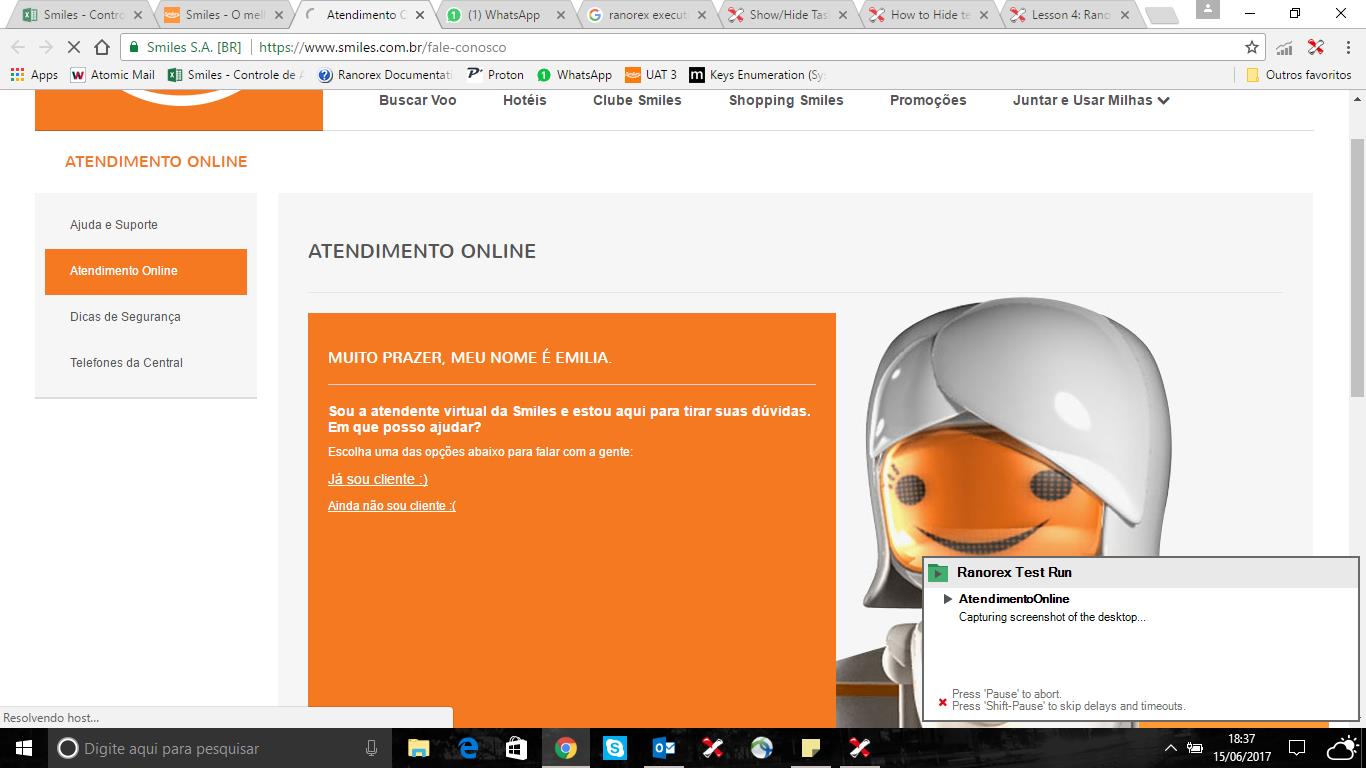 Smiles - Contro
Smiles - O mell
Atendimento C
(1) WhatsApp
ranorex execut
Show/Hide Tas
How to Hide te
Lesson 4: Rano
Smiles S.A. [BR] https://www.smiles.com.br/fale-conosco
Apps Atomic Mail Smiles - Controle de A Ranorex Documentati Proton WhatsApp UAT 3 Keys Enumeration (Sy Outros favoritos
Buscar Voo Hotéis Clube Smiles Shopping Smiles Promoções Juntar e Usar Milhas
ATENDIMENTO ONLINE
Ajuda e Suporte
Atendimento Online
Dicas de Segurança
Telefones da Central
ATENDIMENTO ONLINE
MUITO PRAZER, MEU NOME É EMILIA.
Sou a atendente virtual da Smiles e estou aqui para tirar suas dúvidas.
Em que posso ajudar?
Escolha uma das opções abaixo para falar com a gente:
Já sou cliente :)
Ainda não sou cliente :(
Ranorex Test Run
AtendimentoOnline
Capturing screenshot of the desktop...
Press 'Pause' to abort.
Press 'Shift-Pause' to skip delays and timeouts.
Resolvendo host...
Digite aqui para pesquisar
18:37
15/06/2017